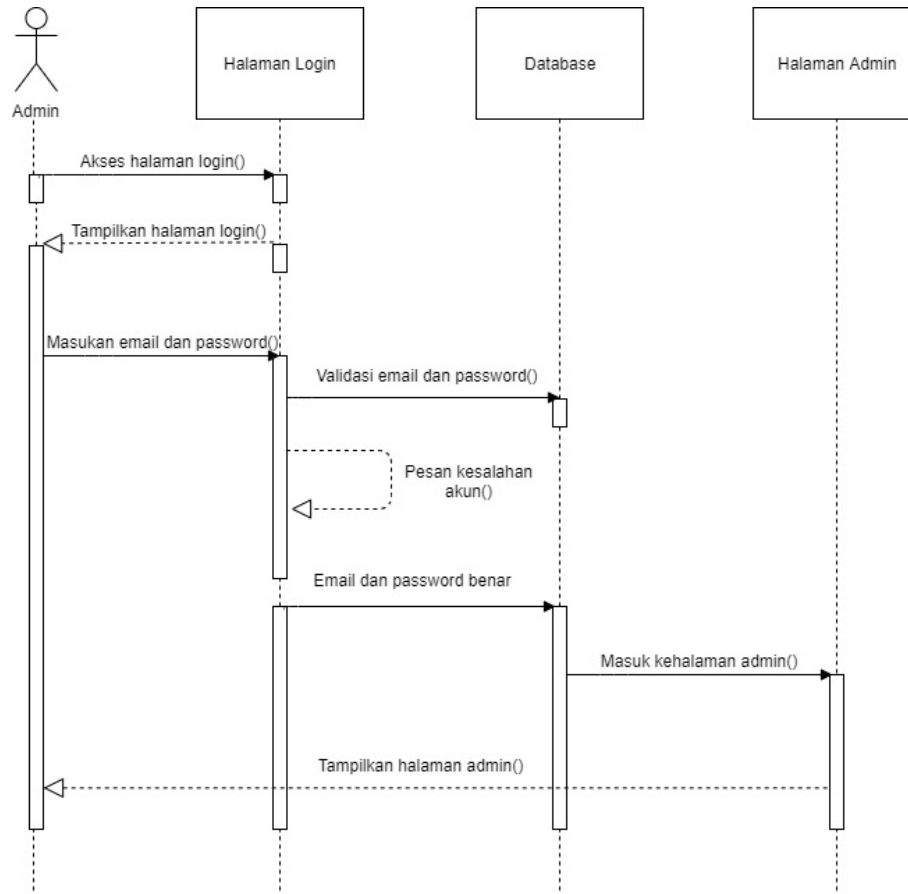 Halaman Login
Database
Halaman Admin
Admin
Akses halaman login()
Tampilkan halaman login()
Masukan email dan password()
Validasi email dan password()
Pesan kesalahan
akun()
Email dan password benar
Masuk kehalaman admin()
Tampilkan halaman admin()